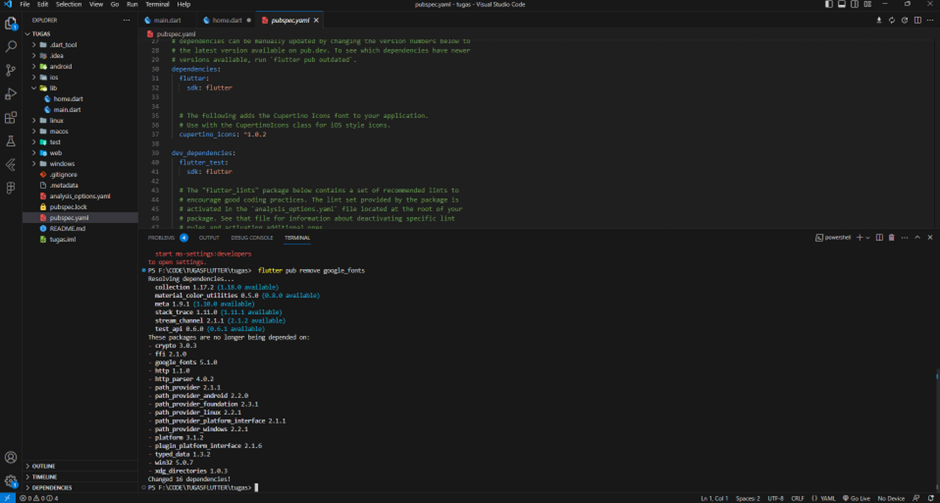 File Edit Selection View Go Run Terminal Help
pubspec.yaml - tugas - Visual Studio Code
EXPLORER
main.dart
home.dart
pubspec.yaml
TUGAS
.dart_tool
.idea
android
ios
lib
home.dart
main.dart
linux
macos
test
web
windows
.gitignore
.metadata
analysis_options.yaml
pubspec.lock
pubspec.yaml
README.md
tugas.iml
OUTLINE
TIMELINE
DEPENDENCIES
pubspec.yaml
27 # dependencies can be manually updated by changing the version numbers below to
28 # the latest version available on pub.dev. To see which dependencies have newer
29 # versions available, run `flutter pub outdated`.
30 dependencies:
31 flutter:
32 sdk: flutter
33
34
35 # The following adds the Cupertino Icons font to your application.
36 # Use with the CupertinoIcons class for iOS style icons.
37 cupertino_icons: ^1.0.2
38
39 dev_dependencies:
40 flutter_test:
41 sdk: flutter
42
43 # The "flutter_lints" package below contains a set of recommended lints to
44 # encourage good coding practices. The lint set provided by the package is
45 # activated in the `analysis_options.yaml` file located at the root of your
46 # package. See that file for information about deactivating specific lint
47 # rules and activating additional ones.
PROBLEMS 4 OUTPUT DEBUG CONSOLE TERMINAL
powershell
start ms-settings:developers
to open settings.
PS F:\CODE\TUGASFLUTTER\tugas> flutter pub remove google_fonts
Resolving dependencies...
collection 1.17.2 (1.18.0 available)
material_color_utilities 0.5.0 (0.8.0 available)
meta 1.9.1 (1.10.0 available)
stack_trace 1.11.0 (1.11.1 available)
stream_channel 2.1.1 (2.1.2 available)
test_api 0.6.0 (0.6.1 available)
These packages are no longer being depended on:
- crypto 3.0.3
- ffi 2.1.0
- google_fonts 5.1.0
- http 1.1.0
- http_parser 4.0.2
- path_provider 2.1.1
- path_provider_android 2.2.0
- path_provider_foundation 2.3.1
- path_provider_linux 2.2.1
- path_provider_platform_interface 2.1.1
- path_provider_windows 2.2.1
- platform 3.1.2
- plugin_platform_interface 2.1.6
- typed_data 1.3.2
- win32 5.0.7
- xdg_directories 1.0.3
Changed 16 dependencies!
PS F:\CODE\TUGASFLUTTER\tugas>
0 0 4
Ln 1, Col 1 Spaces: 2 UTF-8 CRLF YAML Go Live No Device